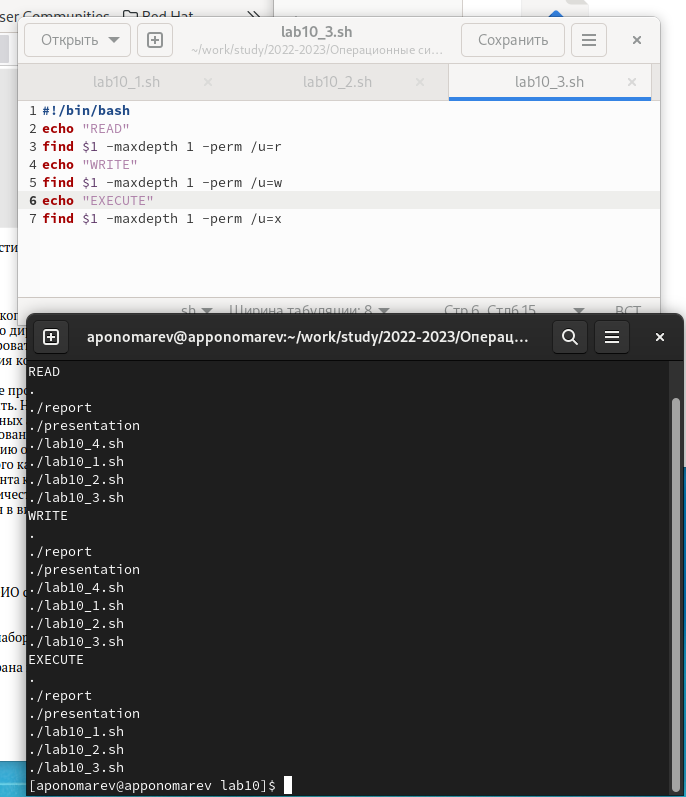 ser Communities
Red Hat
lab10_3.sh
Открыть
~/work/study/2022-2023/Операционные си…
Сохранить
lab10_1.sh
lab10_2.sh
lab10_3.sh
1 #!/bin/bash
2 echo "READ"
3 find $1 -maxdepth 1 -perm /u=r
4 echo "WRITE"
5 find $1 -maxdepth 1 -perm /u=w
6 echo "EXECUTE"
7 find $1 -maxdepth 1 -perm /u=x
sh
Ширина табуляции: 8
Стр 6, Стлб 15
ВСТ
aponomarev@apponomarev:~/work/study/2022-2023/Операц…
READ
.
./report
./presentation
./lab10_4.sh
./lab10_1.sh
./lab10_2.sh
./lab10_3.sh
WRITE
.
./report
./presentation
./lab10_4.sh
./lab10_1.sh
./lab10_2.sh
./lab10_3.sh
EXECUTE
.
./report
./presentation
./lab10_1.sh
./lab10_2.sh
./lab10_3.sh
[aponomarev@apponomarev lab10]$